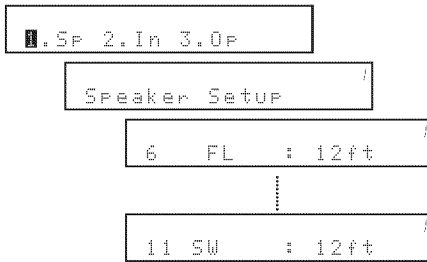 1.Sp 2.In 3.Op
Speaker Setup
6 FL : 12ft
11 SW : 12ft